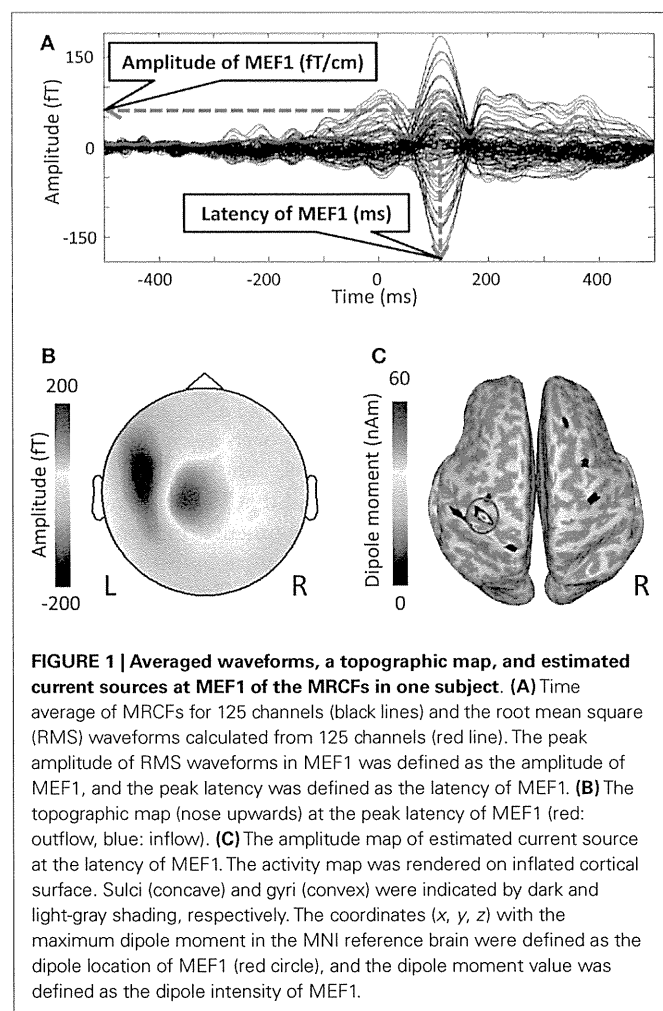 A
150
Amplitude of MEF1 (fT/cm)
Amplitude (fT)
0
Latency of MEF1 (ms)
-150
-400 -200 0 200 400
Time (ms)
B
200
Amplitude (fT)
-200
L R
C
60
Dipole moment (nAm)
0
R
FIGURE 1 | Averaged waveforms, a topographic map, and estimated
current sources at MEF1 of the MRCFs in one subject. (A) Time
average of MRCFs for 125 channels (black lines) and the root mean square
(RMS) waveforms calculated from 125 channels (red line). The peak
amplitude of RMS waveforms in MEF1 was defined as the amplitude of
MEF1, and the peak latency was defined as the latency of MEF1. (B) The
topographic map (nose upwards) at the peak latency of MEF1 (red:
outflow, blue: inflow). (C) The amplitude map of estimated current source
at the latency of MEF1. The activity map was rendered on inflated cortical
surface. Sulci (concave) and gyri (convex) were indicated by dark and
light-gray shading, respectively. The coordinates (x, y, z) with the
maximum dipole moment in the MNI reference brain were defined as the
dipole location of MEF1 (red circle), and the dipole moment value was
defined as the dipole intensity of MEF1.